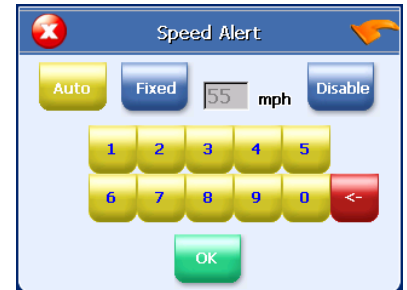 Speed Alert
Auto Fixed 55 mph Disable
1 2 3 4 5
6 7 8 9 0 <-
OK